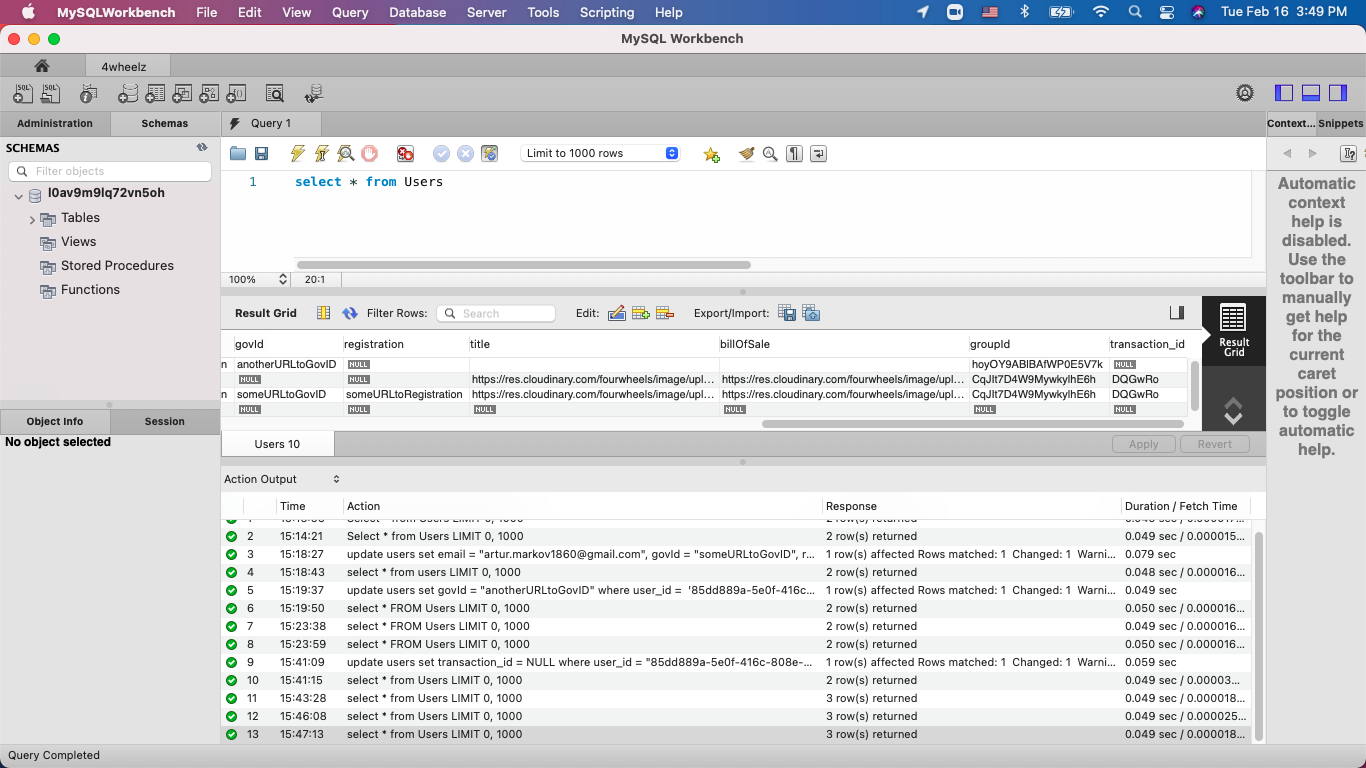 MySQLWorkbench File Edit View Query Database Server Tools Scripting Help Tue Feb 16 3:49 PM
MySQL Workbench
4wheelz
Administration Schemas Query 1 Context... Snippets
SCHEMAS
Limit to 1000 rows
Filter objects
1 select * from Users
l0av9m9lq72vn5oh
Tables
Views
Stored Procedures
Functions
Automatic
context
help is
disabled.
Use the
toolbar to
manually
get help
for the
current
caret
position or
to toggle
automatic
help.
100% 20:1
Result Grid Filter Rows: Search Edit: Export/Import:
Result
Grid
govId registration title billOfSale groupId transaction_id
n anotherURLtoGovID NULL hoyOY9ABlBAfWP0E5V7k NULL
NULL NULL https://res.cloudinary.com/fourwheels/image/upl... https://res.cloudinary.com/fourwheels/image/upl... CqJlt7D4W9MywkyIhE6h DQGwRo
n someURLtoGovID someURLtoRegistration https://res.cloudinary.com/fourwheels/image/upl... https://res.cloudinary.com/fourwheels/image/upl... CqJlt7D4W9MywkyIhE6h DQGwRo
NULL NULL NULL NULL NULL NULL
Object Info Session
No object selected
Users 10 Apply Revert
Action Output
Time Action Response Duration / Fetch Time
2 15:14:21 Select * from Users LIMIT 0, 1000 2 row(s) returned 0.049 sec / 0.000015...
3 15:18:27 update users set email = "artur.markov1860@gmail.com", govId = "someURLtoGovID", r... 1 row(s) affected Rows matched: 1 Changed: 1 Warni... 0.079 sec
4 15:18:43 select * from users LIMIT 0, 1000 2 row(s) returned 0.048 sec / 0.000016...
5 15:19:37 update users set govId = "anotherURLtoGovID" where user_id = '85dd889a-5e0f-416c... 1 row(s) affected Rows matched: 1 Changed: 1 Warni... 0.049 sec
6 15:19:50 select * FROM Users LIMIT 0, 1000 2 row(s) returned 0.050 sec / 0.000016...
7 15:23:38 select * FROM Users LIMIT 0, 1000 2 row(s) returned 0.049 sec / 0.000016...
8 15:23:59 select * FROM Users LIMIT 0, 1000 2 row(s) returned 0.050 sec / 0.000016...
9 15:41:09 update users set transaction_id = NULL where user_id = "85dd889a-5e0f-416c-808e-... 1 row(s) affected Rows matched: 1 Changed: 1 Warni... 0.059 sec
10 15:41:15 select * from Users LIMIT 0, 1000 2 row(s) returned 0.049 sec / 0.00003...
11 15:43:28 select * from Users LIMIT 0, 1000 3 row(s) returned 0.049 sec / 0.000018...
12 15:46:08 select * from Users LIMIT 0, 1000 3 row(s) returned 0.049 sec / 0.000025...
13 15:47:13 select * from Users LIMIT 0, 1000 3 row(s) returned 0.049 sec / 0.000018...
Query Completed